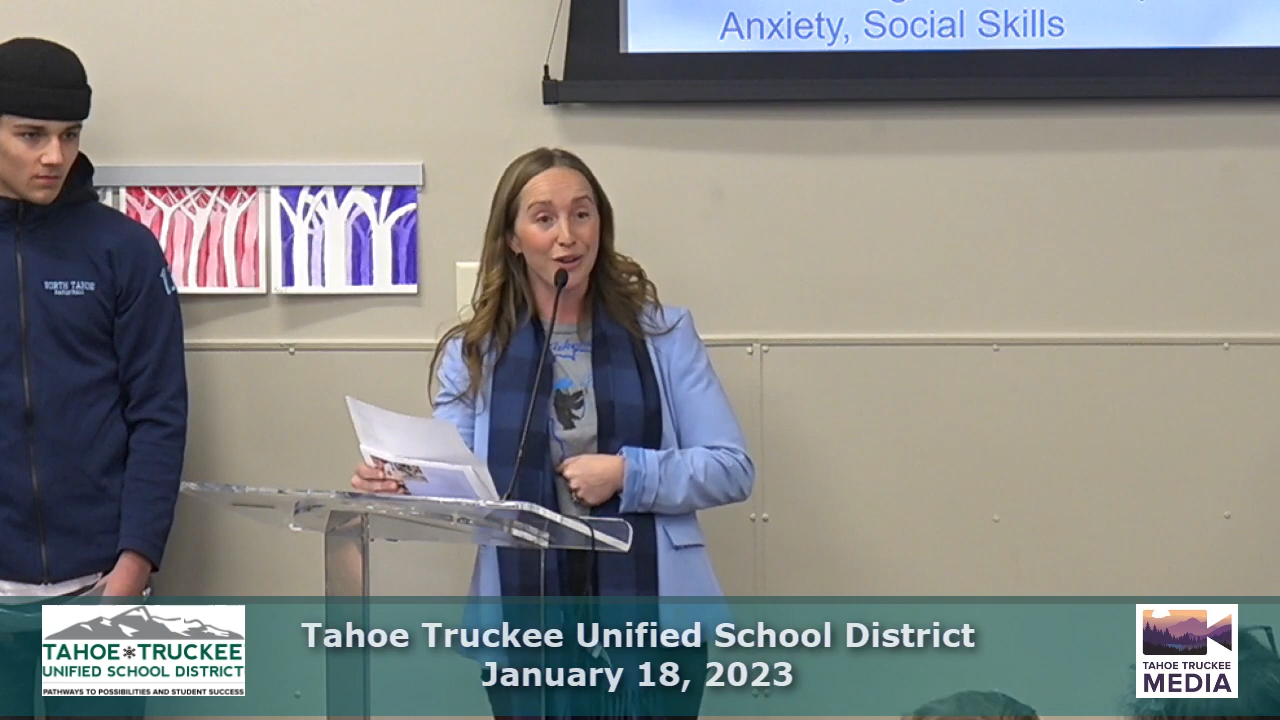 Anxiety, Social Skills
NORTH TAHOE
TAHOE TRUCKEE
UNIFIED SCHOOL DISTRICT
PATHWAYS TO POSSIBILITIES AND STUDENT SUCCESS
Tahoe Truckee Unified School District
January 18, 2023
TAHOE TRUCKEE
MEDIA